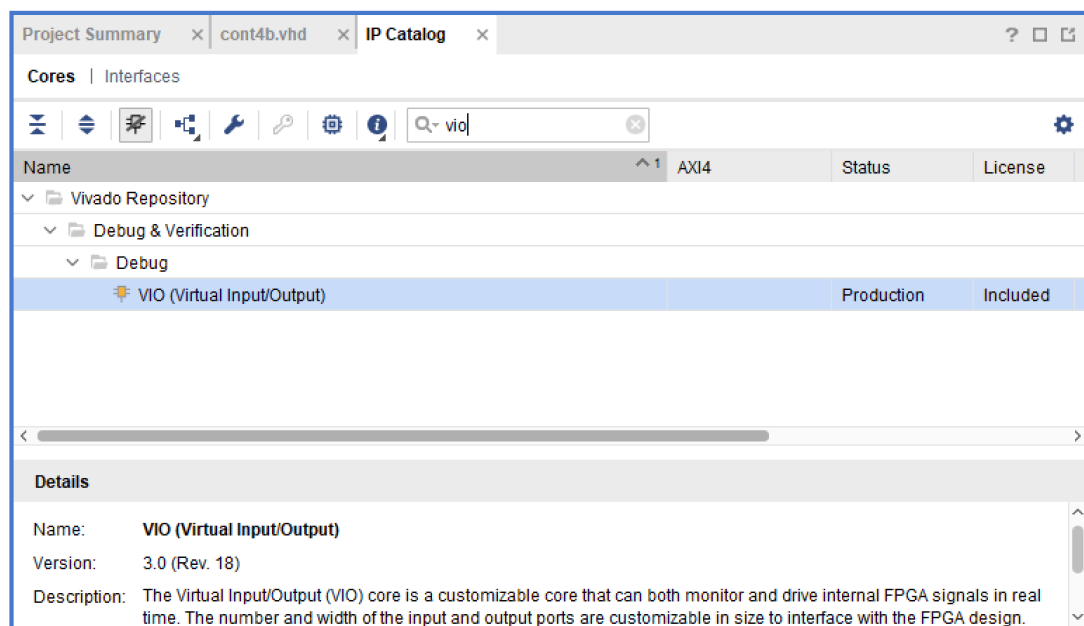 Project Summary × cont4b.vhd × IP Catalog × ?
Cores | Interfaces
vio
Name 1 AXI4 Status License
Vivado Repository
Debug & Verification
Debug
VIO (Virtual Input/Output) Production Included
Details
Name: VIO (Virtual Input/Output)
Version: 3.0 (Rev. 18)
Description: The Virtual Input/Output (VIO) core is a customizable core that can both monitor and drive internal FPGA signals in real
time. The number and width of the input and output ports are customizable in size to interface with the FPGA design.